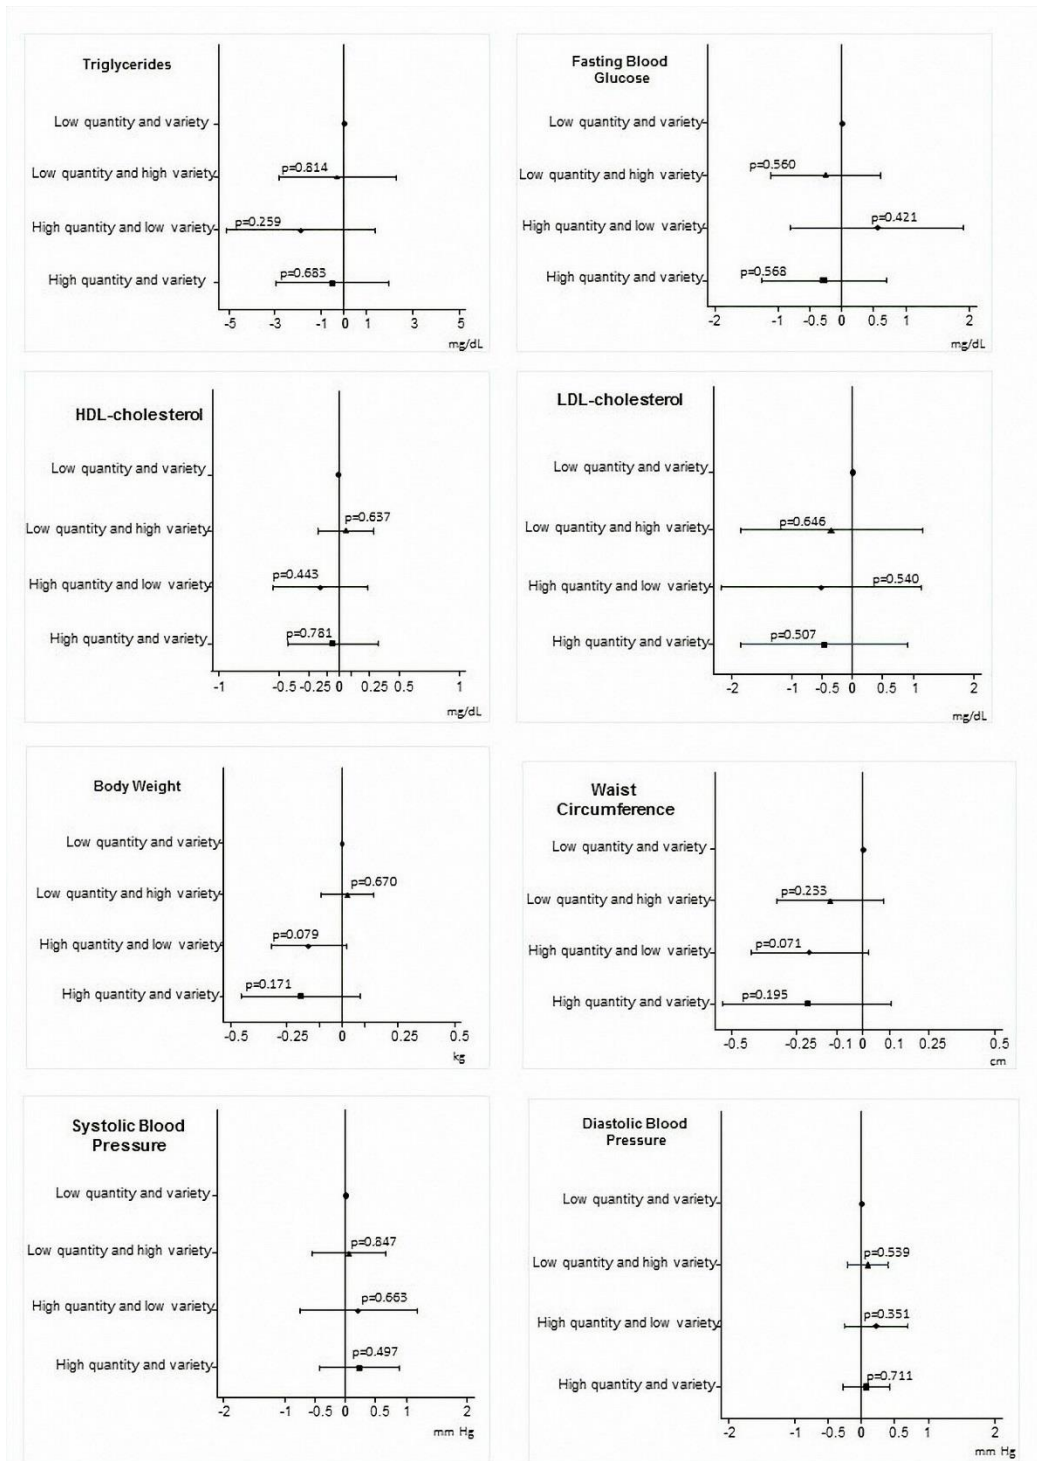 Triglycerides
Low quantity and variety
Low quantity and high variety
p=0.814
High quantity and low variety
p=0.259
High quantity and variety
p=0.683
-5 -3 -1 0 1 3 5
mg/dL
Fasting Blood
Glucose
Low quantity and variety
Low quantity and high variety
p=0.560
High quantity and low variety
p=0.421
High quantity and variety
p=0.568
-2 -1 -0.5 0 0.5 1 2
mg/dL
HDL-cholesterol
Low quantity and variety
Low quantity and high variety
p=0.637
High quantity and low variety
p=0.443
High quantity and variety
p=0.781
-1 -0.5 -0.25 0 0.25 0.5 1
mg/dL
LDL-cholesterol
Low quantity and variety
Low quantity and high variety
p=0.646
High quantity and low variety
p=0.540
High quantity and variety
p=0.507
-2 -1 -0.5 0 0.5 1 2
mg/dL
Body Weight
Low quantity and variety
Low quantity and high variety
p=0.670
High quantity and low variety
p=0.079
High quantity and variety
p=0.171
-0.5 -0.25 0 0.25 0.5
kg
Waist
Circumference
Low quantity and variety
Low quantity and high variety
p=0.233
High quantity and low variety
p=0.071
High quantity and variety
p=0.195
-0.5 -0.25 -0.1 0 0.1 0.25 0.5
cm
Systolic Blood
Pressure
Low quantity and variety
Low quantity and high variety
p=0.847
High quantity and low variety
p=0.663
High quantity and variety
p=0.497
-2 -1 -0.5 0 0.5 1 2
mm Hg
Diastolic Blood
Pressure
Low quantity and variety
Low quantity and high variety
p=0.539
High quantity and low variety
p=0.351
High quantity and variety
p=0.711
-2 -1 -0.5 0 0.5 1 2
mm Hg